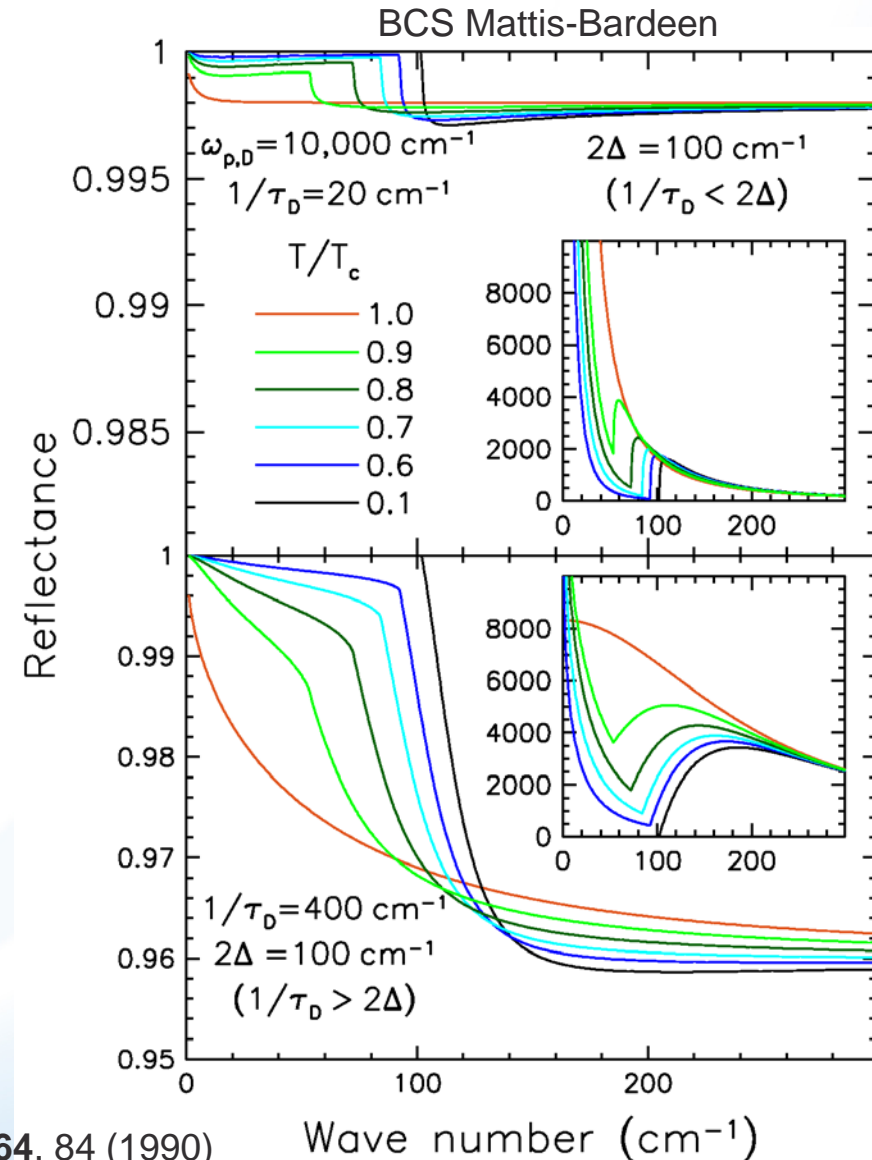 BCS Mattis-Bardeen
1
0.995
0.99
0.985
ω_{p,D}=10,000 cm⁻¹
1/τ_D=20 cm⁻¹
2Δ =100 cm⁻¹
(1/τ_D < 2Δ)
T/T_c
1.0
0.9
0.8
0.7
0.6
0.1
8000
6000
4000
2000
0
0 100 200
Reflectance
1
0.99
0.98
0.97
0.96
0.95
8000
6000
4000
2000
0
0 100 200
1/τ_D=400 cm⁻¹
2Δ =100 cm⁻¹
(1/τ_D > 2Δ)
0 100 200
Wave number (cm⁻¹)
64, 84 (1990)